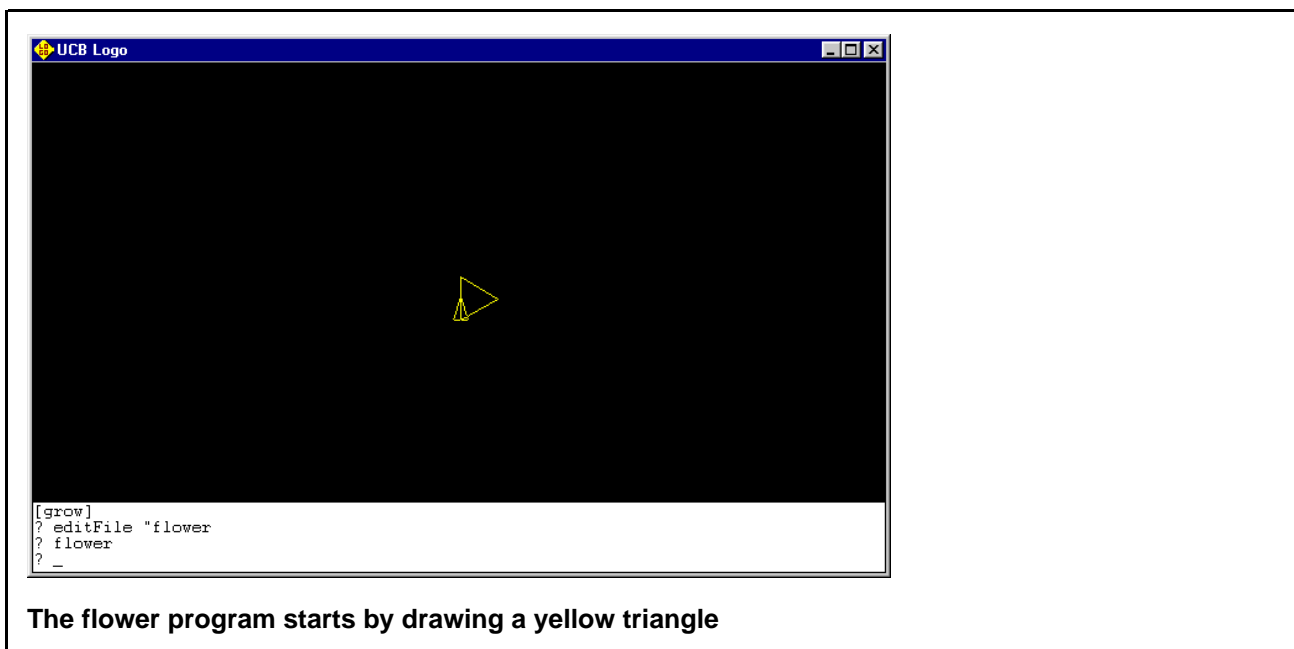 UCB Logo
[grow]
? editFile "flower
? flower
? _
The flower program starts by drawing a yellow triangle